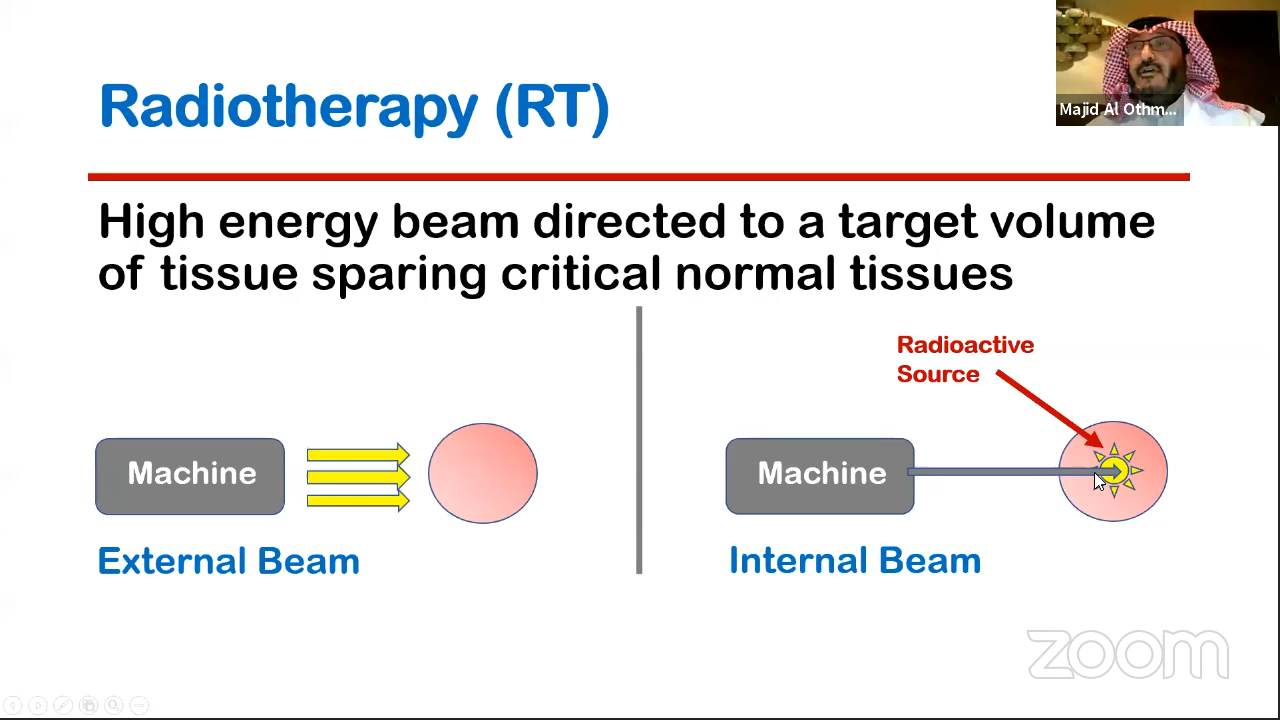 Radiotherapy (RT)
Majid Al Othm...
High energy beam directed to a target volume
of tissue sparing critical normal tissues
Radioactive
Source
Machine
Machine
External Beam
Internal Beam
zoom